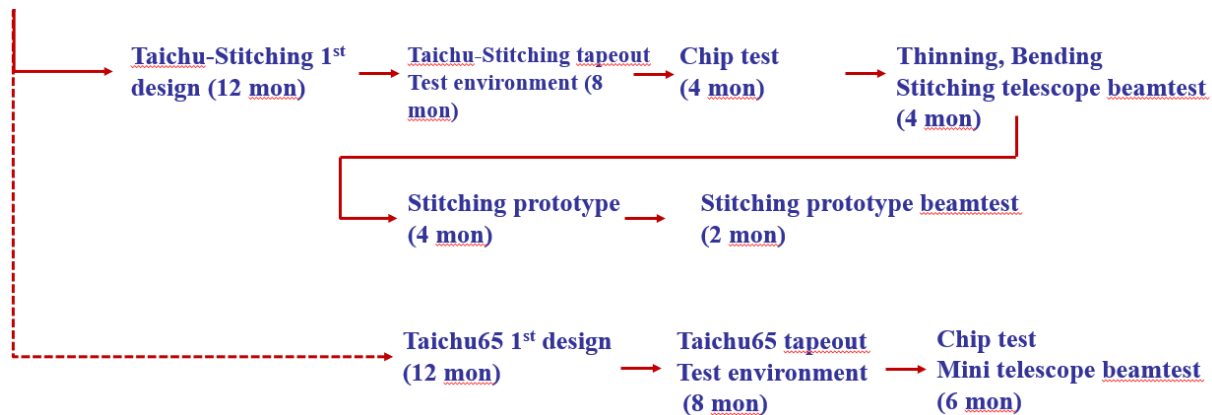 Taichu-Stitching 1st
design (12 mon)
Taichu-Stitching tapeout
Test environment (8
mon)
Chip test
(4 mon)
Thinning, Bending
Stitching telescope beamtest
(4 mon)
Stitching prototype
(4 mon)
Stitching prototype beamtest
(2 mon)
Taichu65 1st design
(12 mon)
Taichu65 tapeout
Test environment
(8 mon)
Chip test
Mini telescope beamtest
(6 mon)